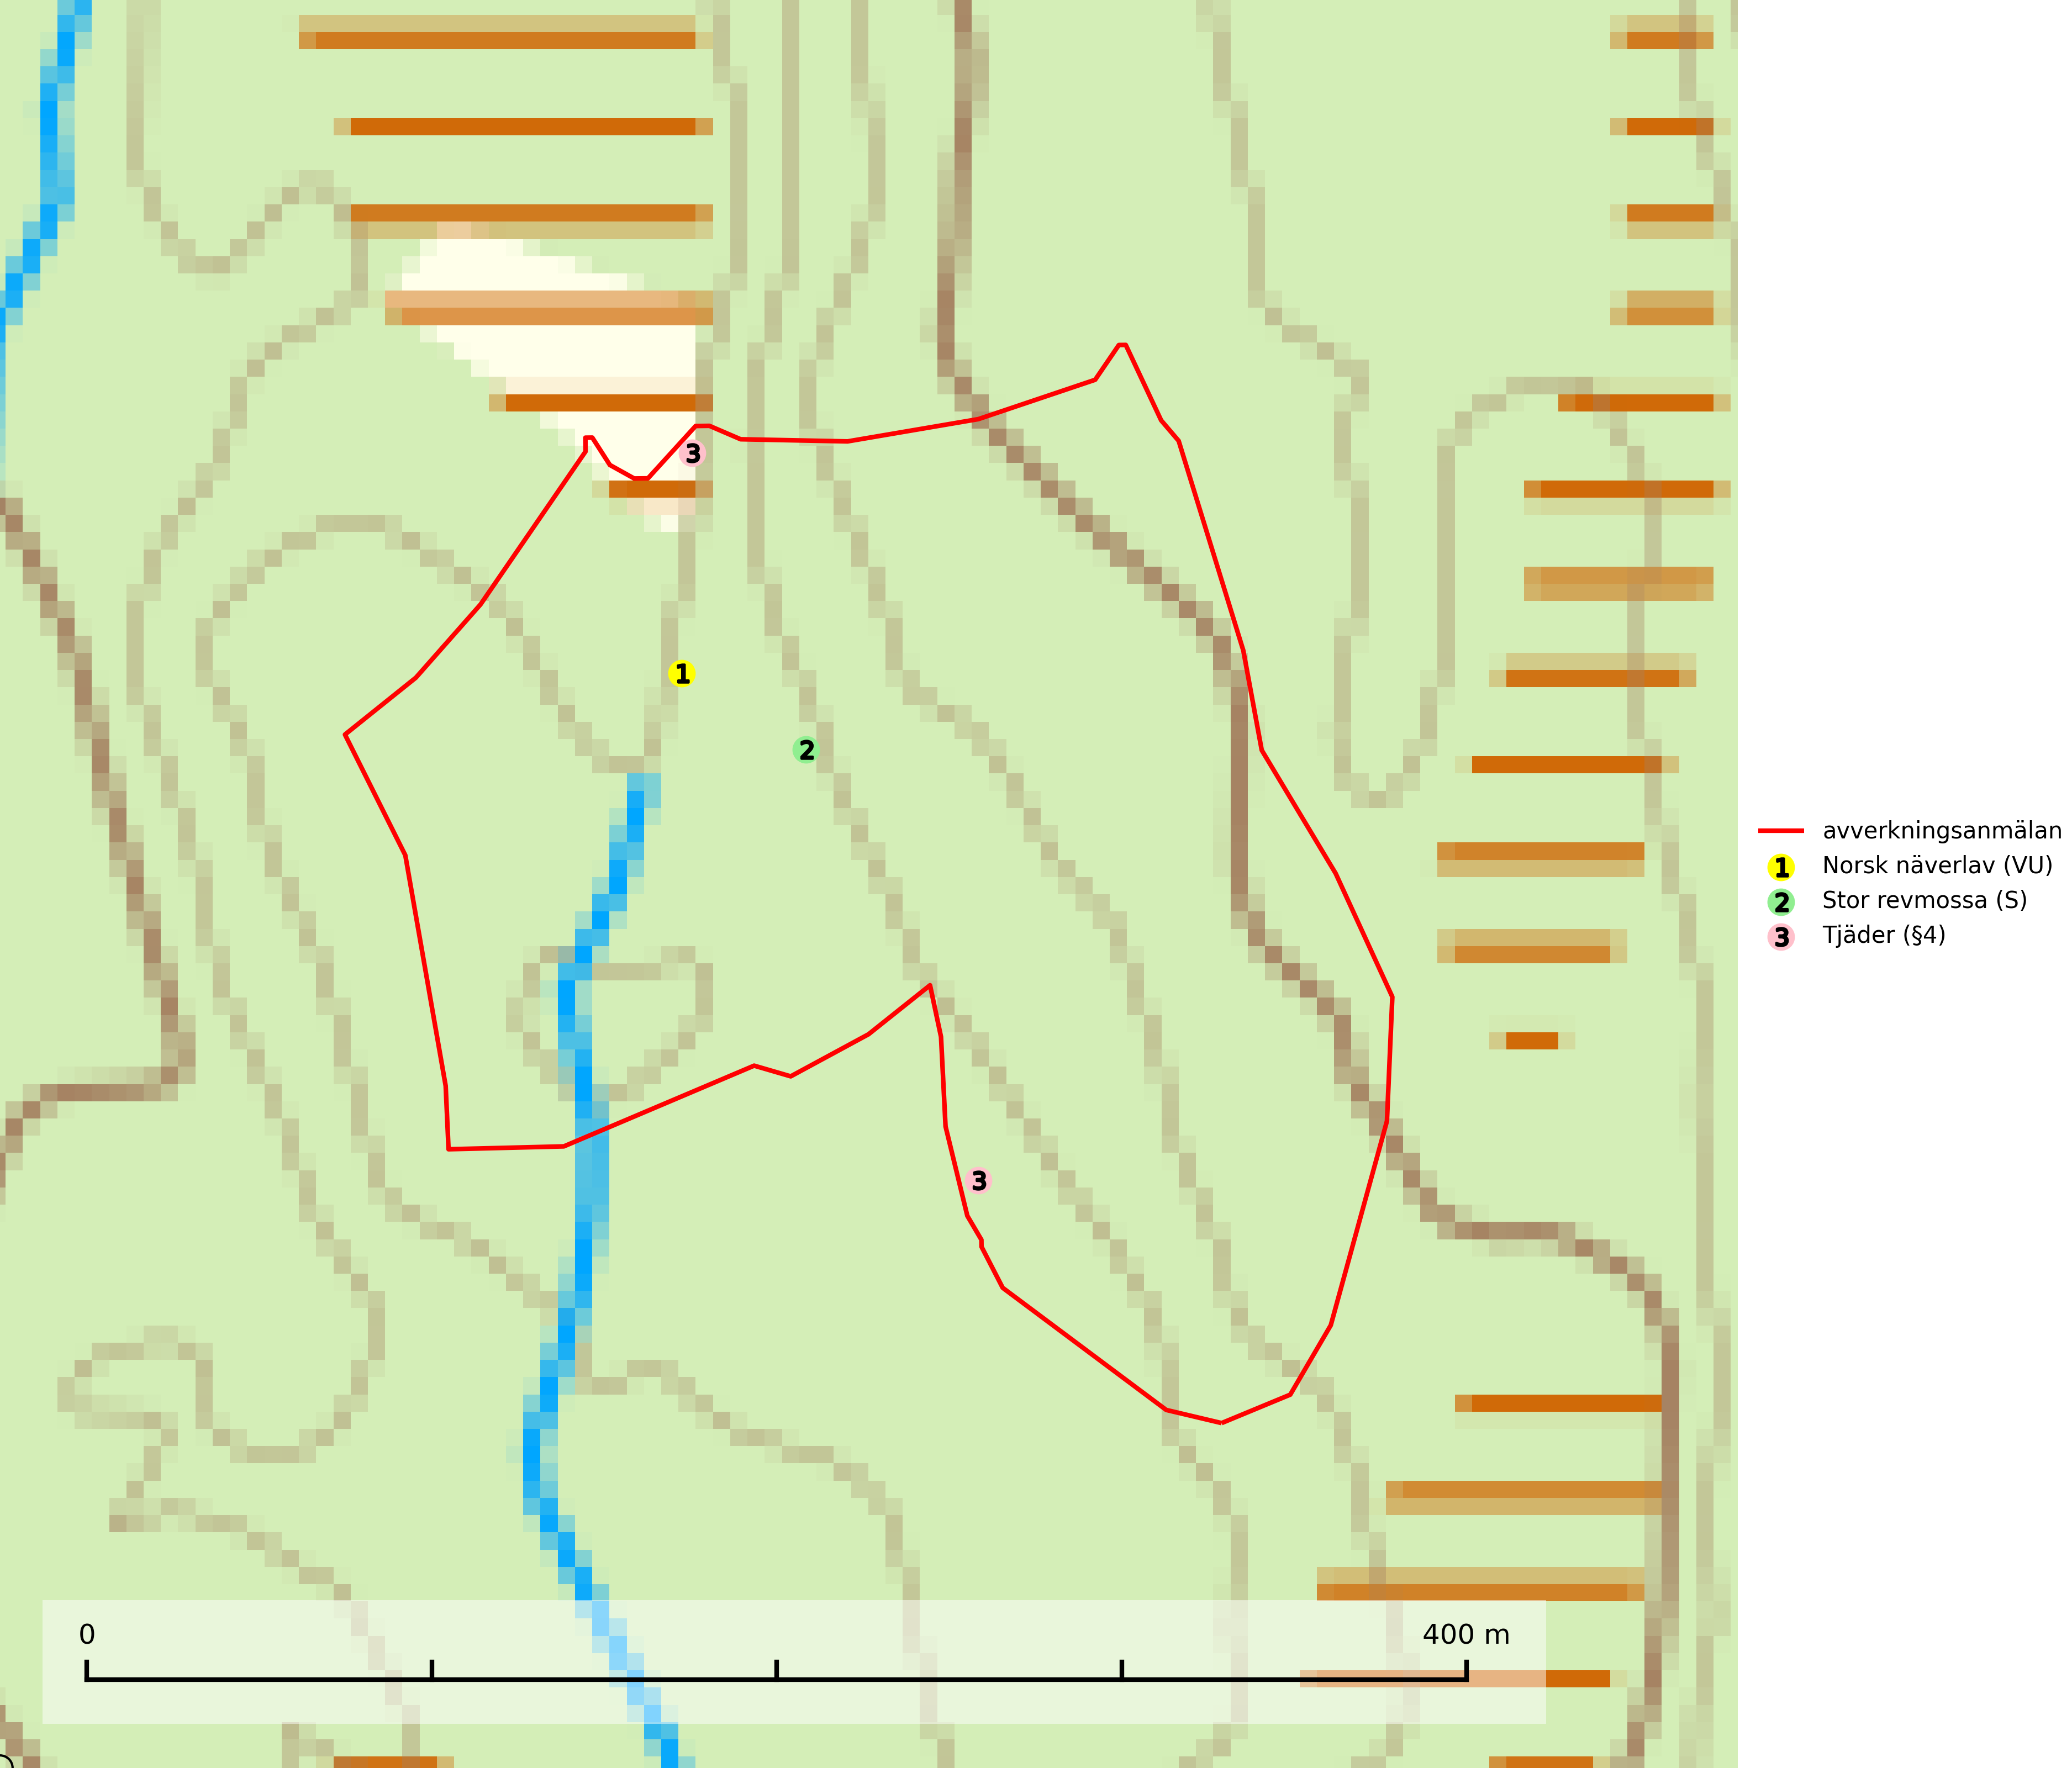 3
1
2
3
avverkningsanmälan
1 Norsk näverlav (VU)
2 Stor revmossa (S)
3 Tjäder (§4)
0 400 m